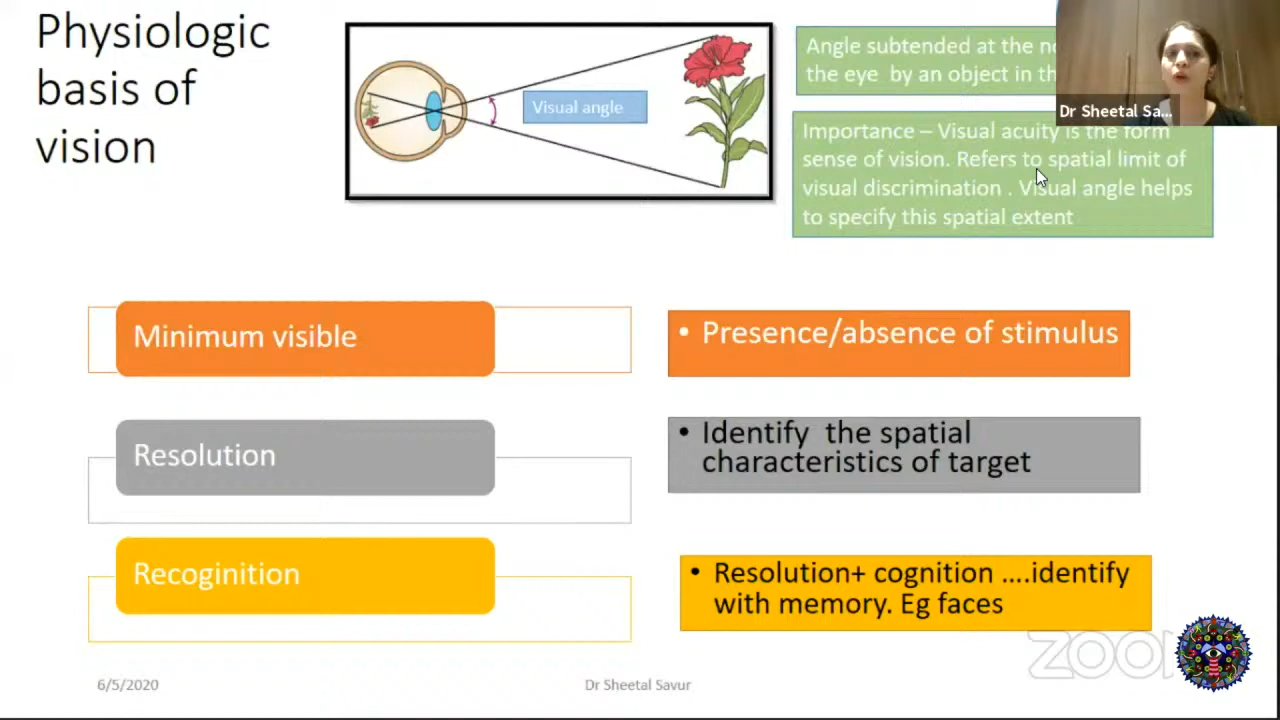 Physiologic
basis of
vision
Visual angle
Angle subtended at the
the eye by an object in
Dr Sheetal Sa...
Importance – Visual acuity is the form
sense of vision. Refers to spatial limit of
visual discrimination . Visual angle helps
to specify this spatial extent
Minimum visible
• Presence/absence of stimulus
Resolution
• Identify the spatial
characteristics of target
Recoginition
• Resolution+ cognition ....identify
with memory. Eg faces
6/5/2020
Dr Sheetal Savur